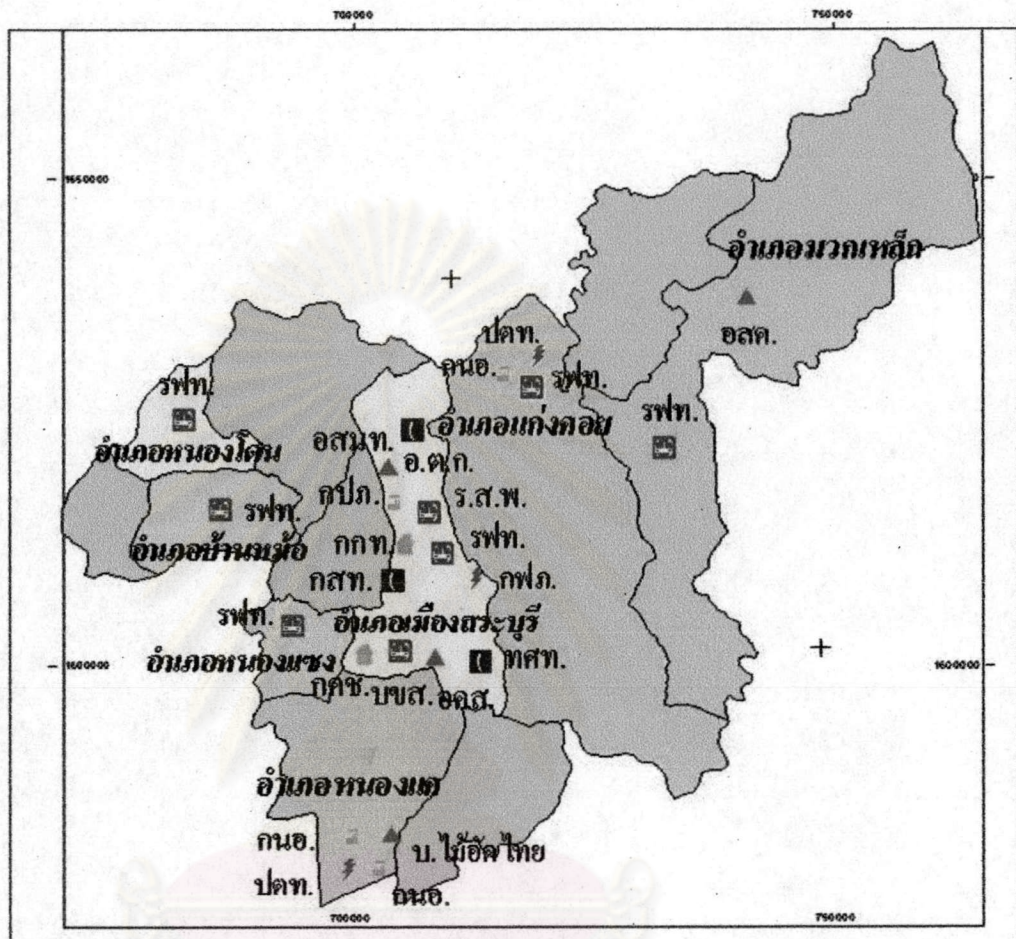 700000
750000
1650000
อำเภอมวกเหล็ก
อสค.
ปตท.
กนอ.
รฟท.
รฟท.
อำเภอแก่งคอย
รฟท.
อสมท.
อ.ต.ก.
อำเภอหนองโดน
กปภ.
ร.ส.พ.
รฟท.
อำเภอบ้านหมอ
กกท.
รฟท.
กสท.
กฟภ.
รฟท.
อำเภอเมืองสระบุรี
อำเภอหนองแซง
ทศท.
1600000
1600000
กคช.
บขส.
อคส.
อำเภอหนองแค
กนอ.
บ.ไม้อัดไทย
ปตท.
กนอ.
700000
750000